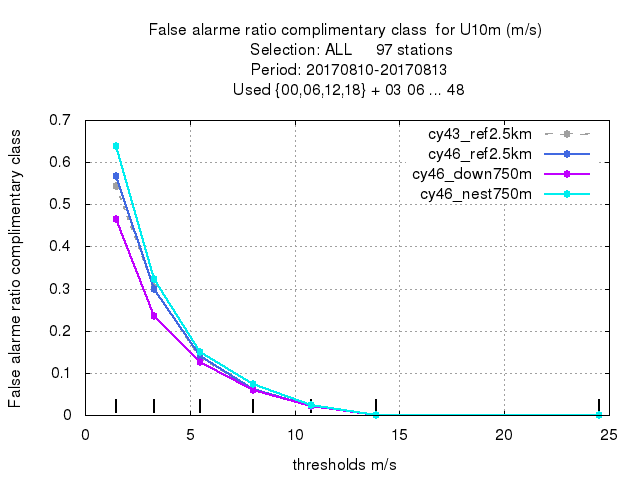 False alarme ratio complimentary class  for U10m (m/s)
Selection: ALL     97 stations
Period: 20170810-20170813
Used {00,06,12,18} + 03 06 ... 48
False alarme ratio complimentary class
0.7
0.6
0.5
0.4
0.3
0.2
0.1
0
cy43_ref2.5km
cy46_ref2.5km
cy46_down750m
cy46_nest750m
0 5 10 15 20 25
thresholds m/s